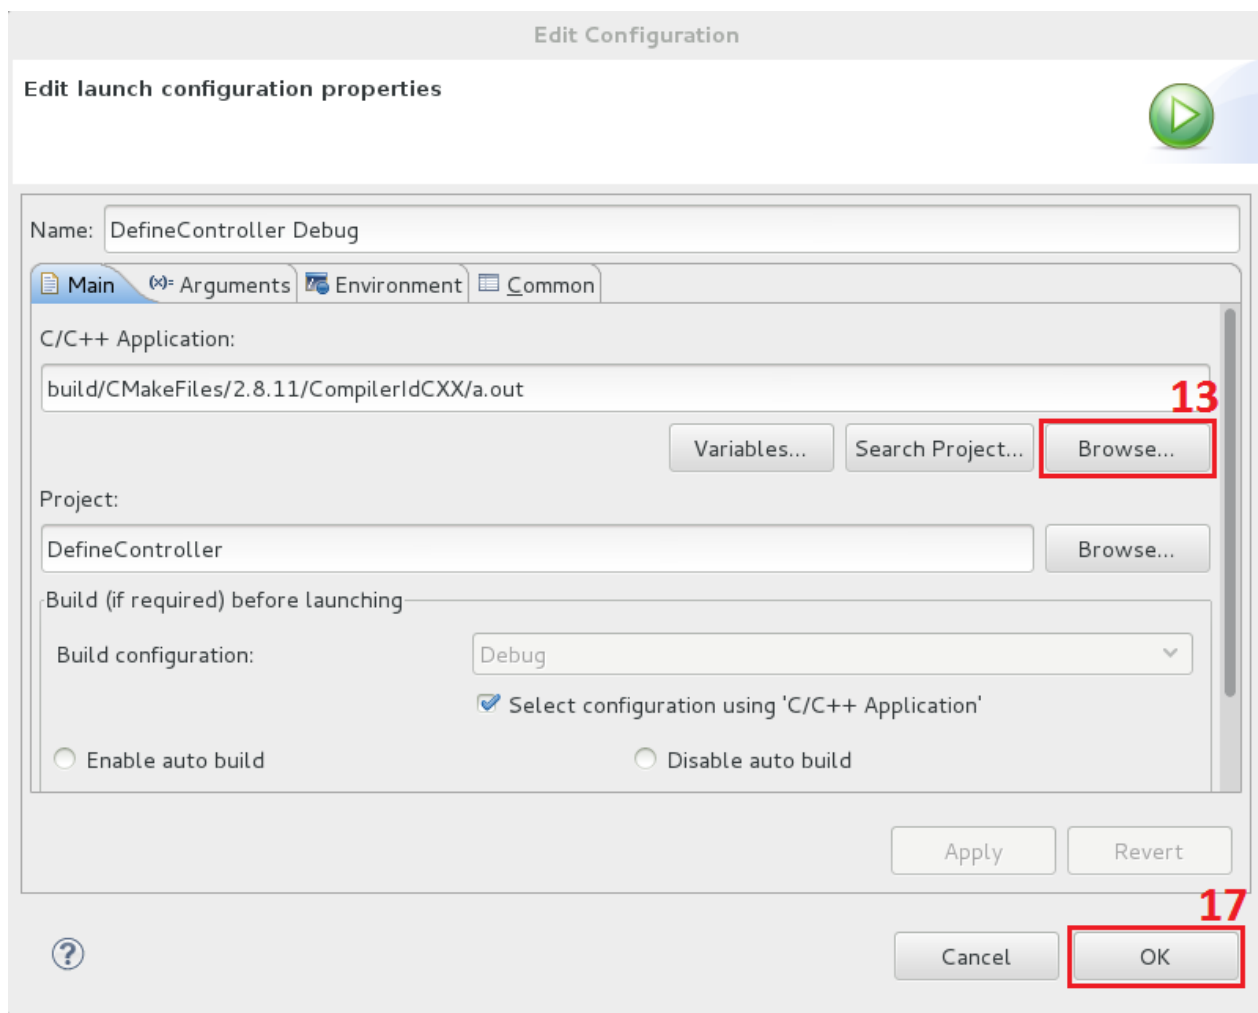 Edit Configuration
Edit launch configuration properties
Name: DefineController Debug
Main (x)= Arguments Environment Common
C/C++ Application:
build/CMakeFiles/2.8.11/CompilerIdCXX/a.out
13
Variables... Search Project... Browse...
Project:
DefineController Browse...
Build (if required) before launching
Build configuration: Debug
Select configuration using 'C/C++ Application'
Enable auto build Disable auto build
Apply Revert
17
? Cancel OK